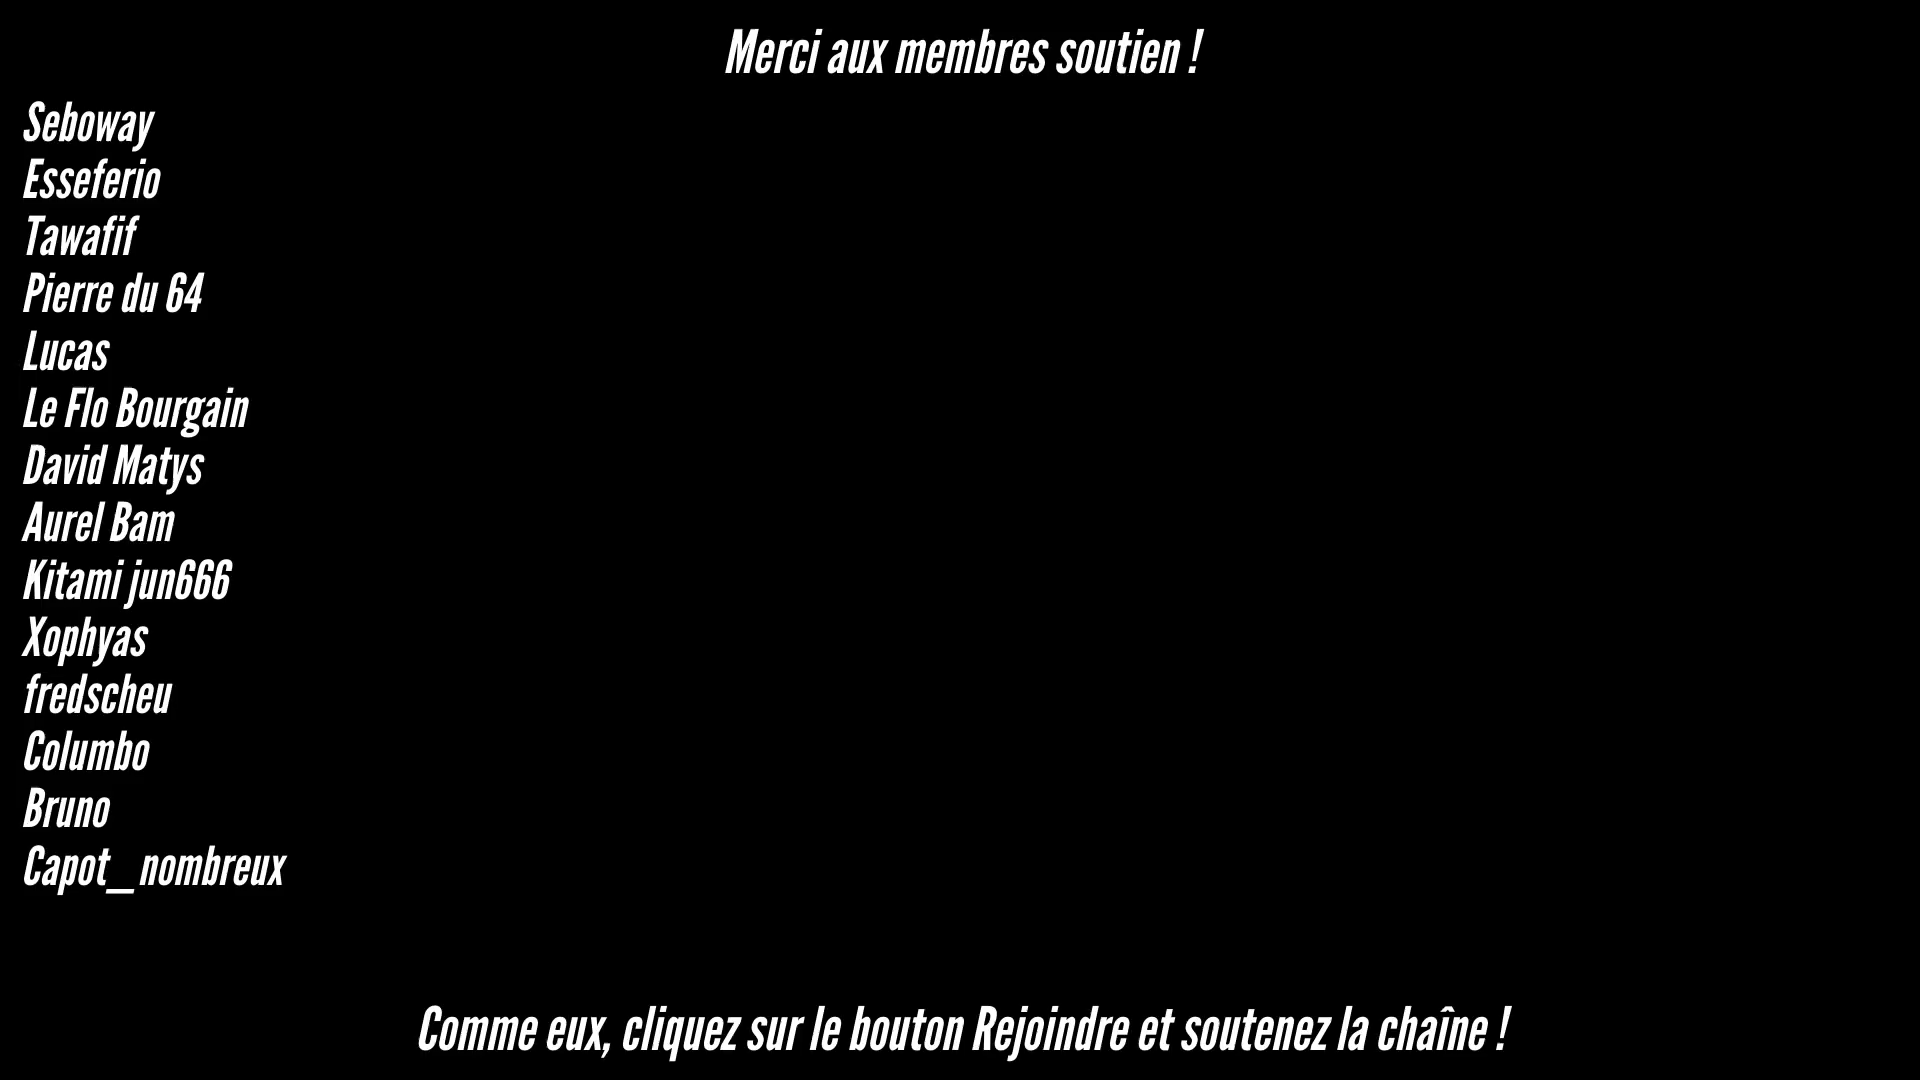 Merci aux membres soutien !
Seboway
Esseferio
Tawafif
Pierre du 64
Lucas
Le Flo Bourgain
David Matys
Aurel Bam
Kitami jun666
Xophyas
fredscheu
Columbo
Bruno
Capot_nombreux
Comme eux, cliquez sur le bouton Rejoindre et soutenez la chaîne !